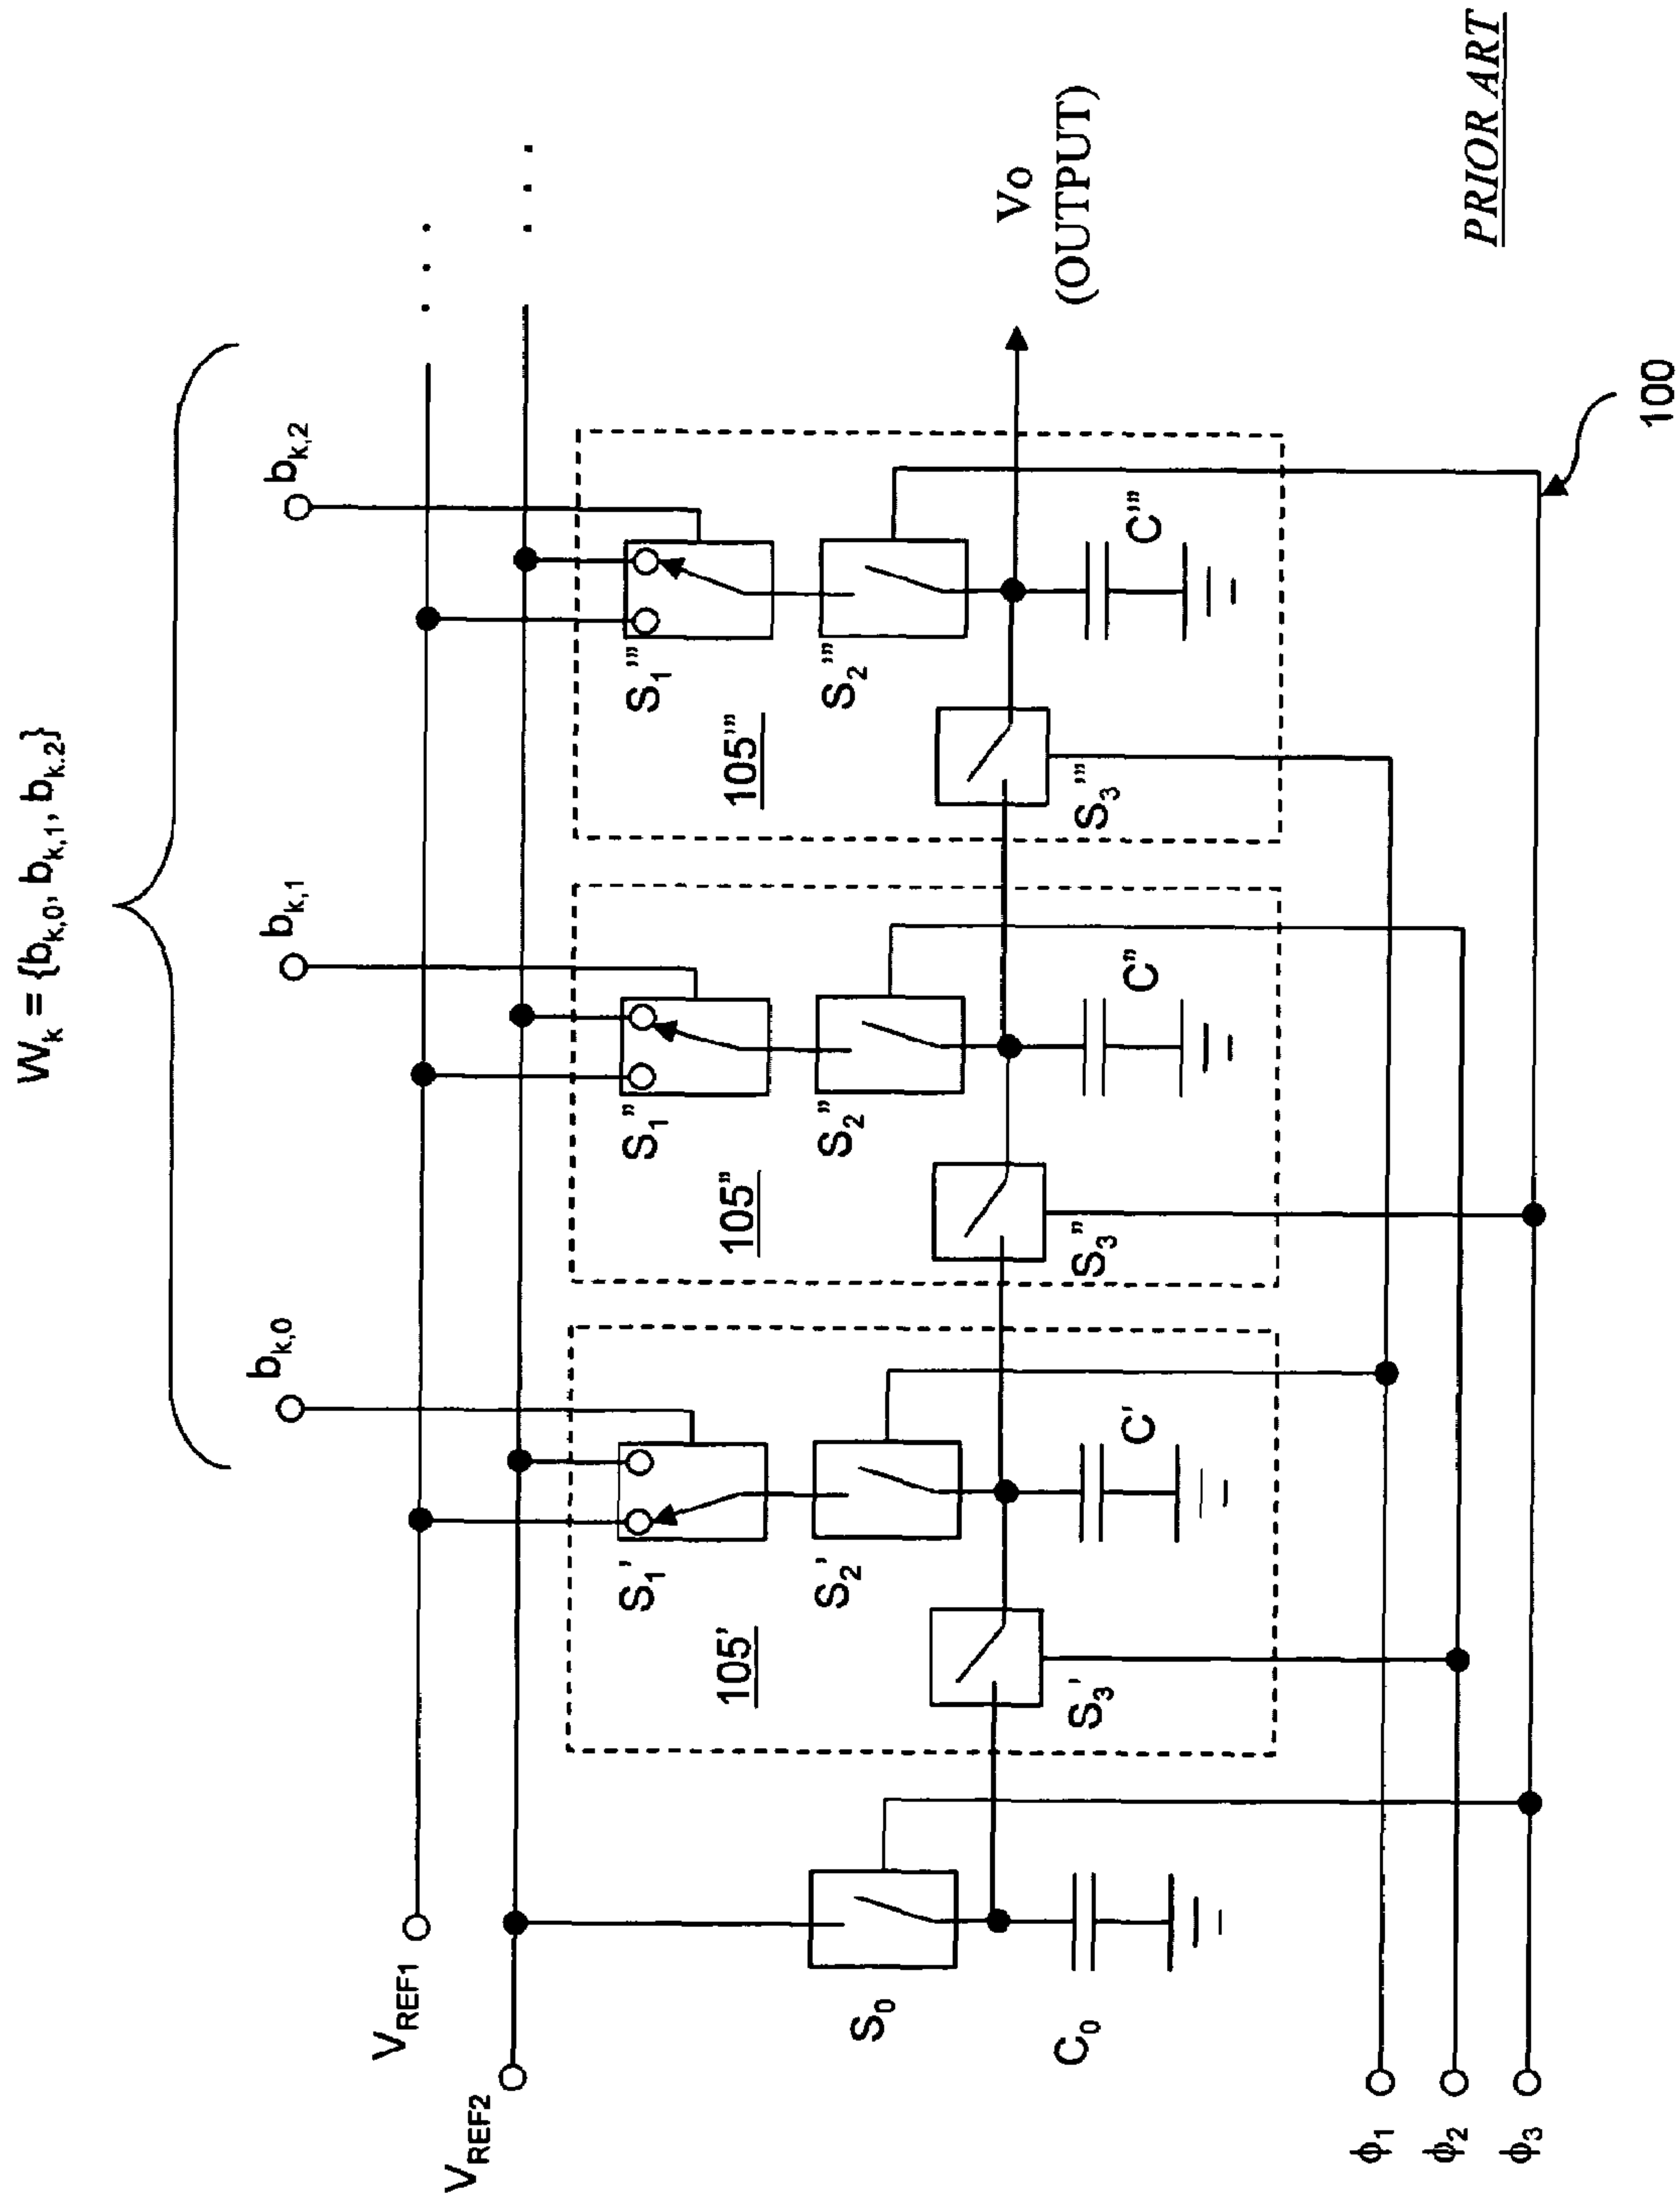 W_k = {b_k,0, b_k,1, b_k,2}
b_k,0
b_k,1
b_k,2
V_REF1
V_REF2
S_1'
S_1"
S_1'"
105'
105"
105'"
S_0
S_2'
S_2"
S_2'"
Vo
(OUTPUT)
S_3'
S_3"
S_3'"
C_0
C'
C"
C'"
ϕ_1
ϕ_2
ϕ_3
100
PRIOR ART